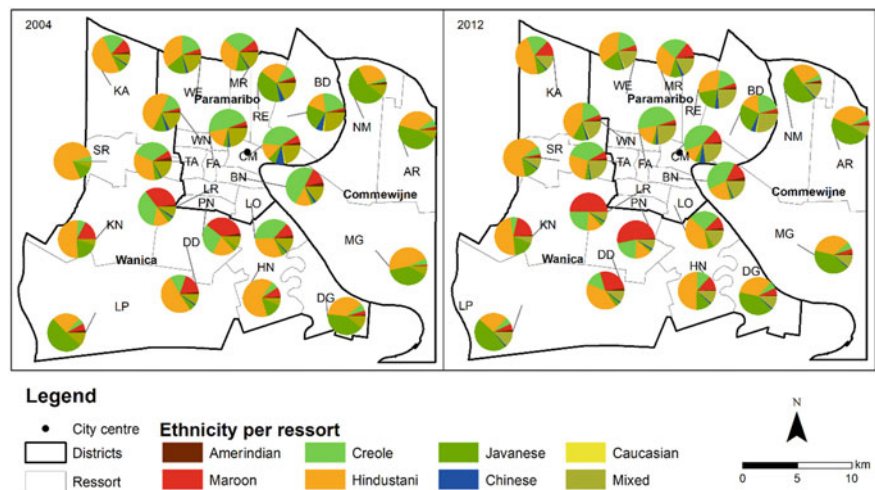 2004
KA
WE
MR
Paramaribo
RE
BD
NM
SR
WN
TA
FA
CM
AR
BN
LR
Commewijne
PN
LO
KN
DD
Wanica
HN
MG
LP
DG
2012
KA
WE
MR
Paramaribo
RE
BD
NM
SR
WN
TA
FA
CM
AR
BN
LR
Commewijne
PN
LO
KN
Wanica
DD
MG
HN
DG
LP
Legend
City centre
Districts
Ressort
Ethnicity per ressort
Amerindian Creole Javanese Caucasian
Maroon Hindustani Chinese Mixed
N
km
0 5 10